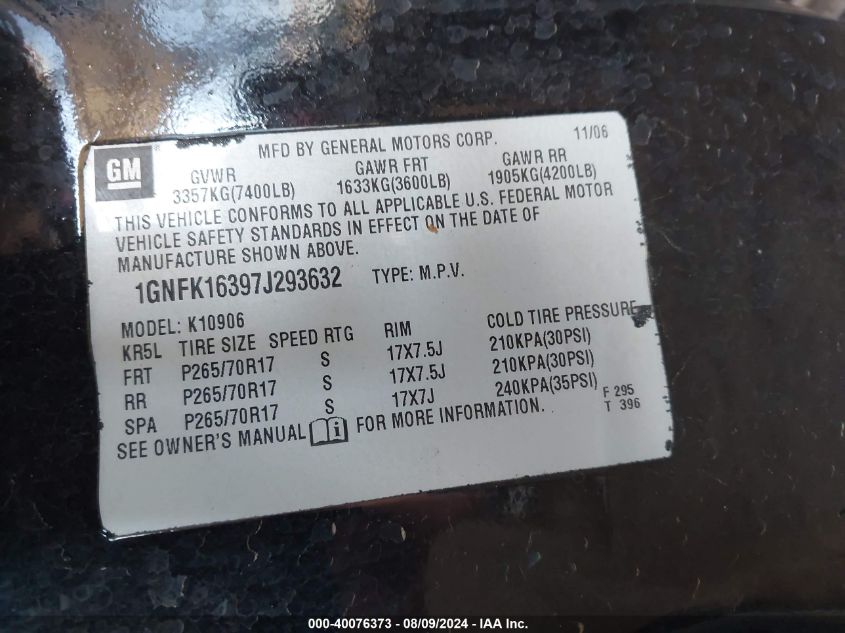 GM
MFD BY GENERAL MOTORS CORP. 11/06
GVWR GAWR FRT GAWR RR
3357KG(7400LB) 1633KG(3600LB) 1905KG(4200LB)
THIS VEHICLE CONFORMS TO ALL APPLICABLE U.S. FEDERAL MOTOR
VEHICLE SAFETY STANDARDS IN EFFECT ON THE DATE OF
MANUFACTURE SHOWN ABOVE.
1GNFK16397J293632 TYPE: M.P.V.
MODEL: K10906
KR5L TIRE SIZE SPEED RTG RIM COLD TIRE PRESSURE
FRT P265/70R17 S 17X7.5J 210KPA(30PSI)
RR P265/70R17 S 17X7.5J 210KPA(30PSI)
SPA P265/70R17 S 17X7J 240KPA(35PSI)
SEE OWNER'S MANUAL i FOR MORE INFORMATION.
F 295
T 396
000-40076373 - 08/09/2024 - IAA Inc.